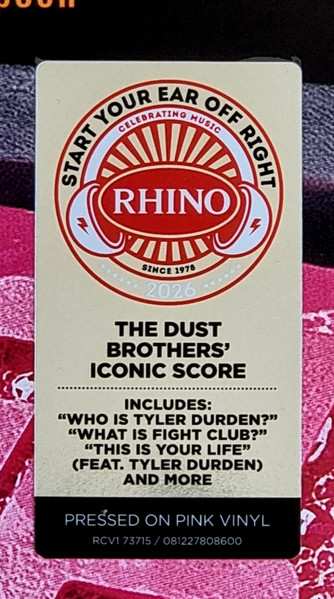 START YOUR EAR OFF RIGHT
CELEBRATING MUSIC
RHINO
SINCE 1978
2026
THE DUST
BROTHERS'
ICONIC SCORE
INCLUDES:
"WHO IS TYLER DURDEN?"
"WHAT IS FIGHT CLUB?"
"THIS IS YOUR LIFE"
(FEAT. TYLER DURDEN)
AND MORE
PRESSED ON PINK VINYL
RCV1 73715 / 081227808600